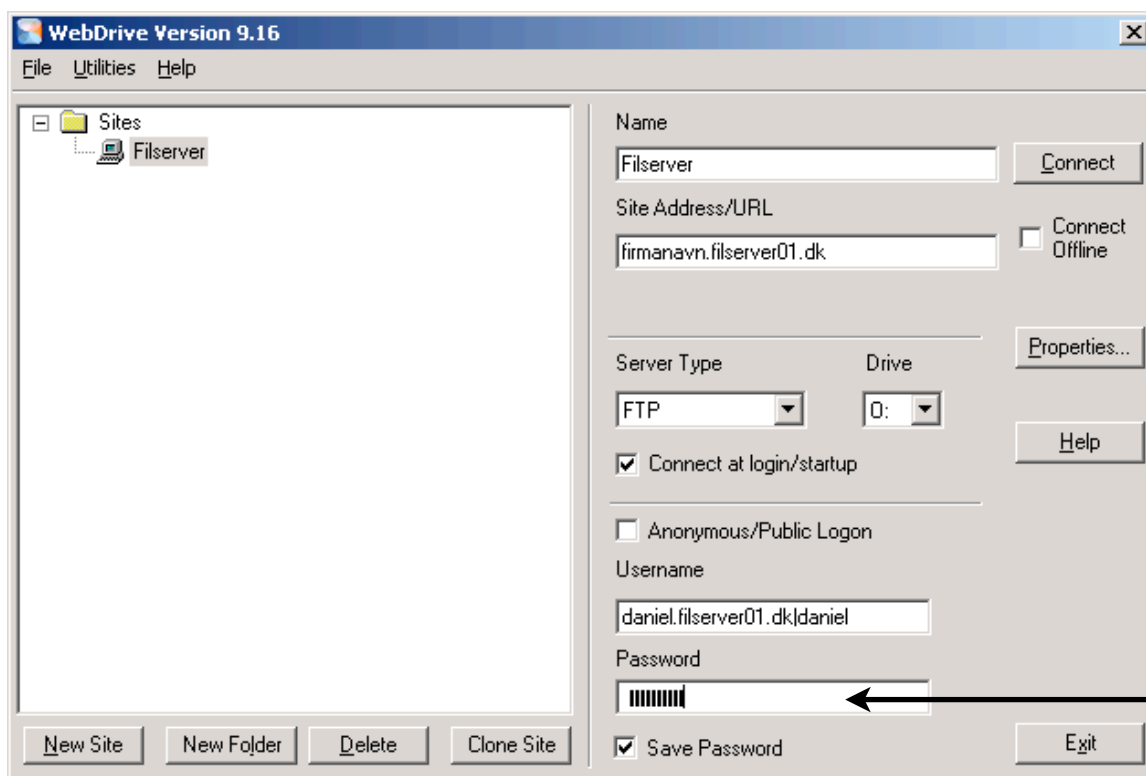 WebDrive Version 9.16
File Utilities Help
Sites
Filserver
Name
Filserver
Connect
Site Address/URL
firmanavn.filserver01.dk
Connect
Offline
Properties...
Server Type Drive
FTP O:
Help
Connect at login/startup
Anonymous/Public Logon
Username
daniel.filserver01.dk|daniel
Password
Save Password
New Site New Folder Delete Clone Site Exit